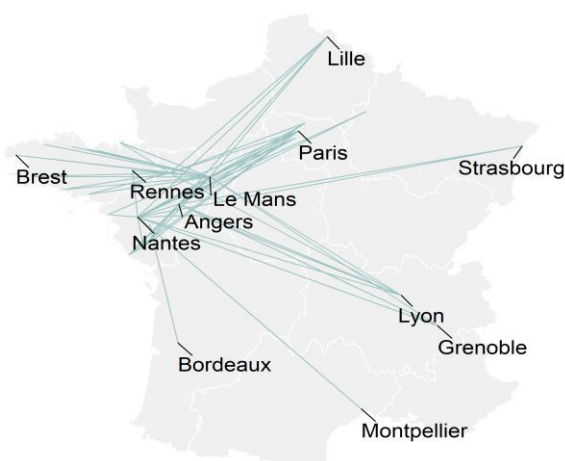 Lille
Paris
Strasbourg
Brest
Rennes
Le Mans
Angers
Nantes
Lyon
Grenoble
Bordeaux
Montpellier